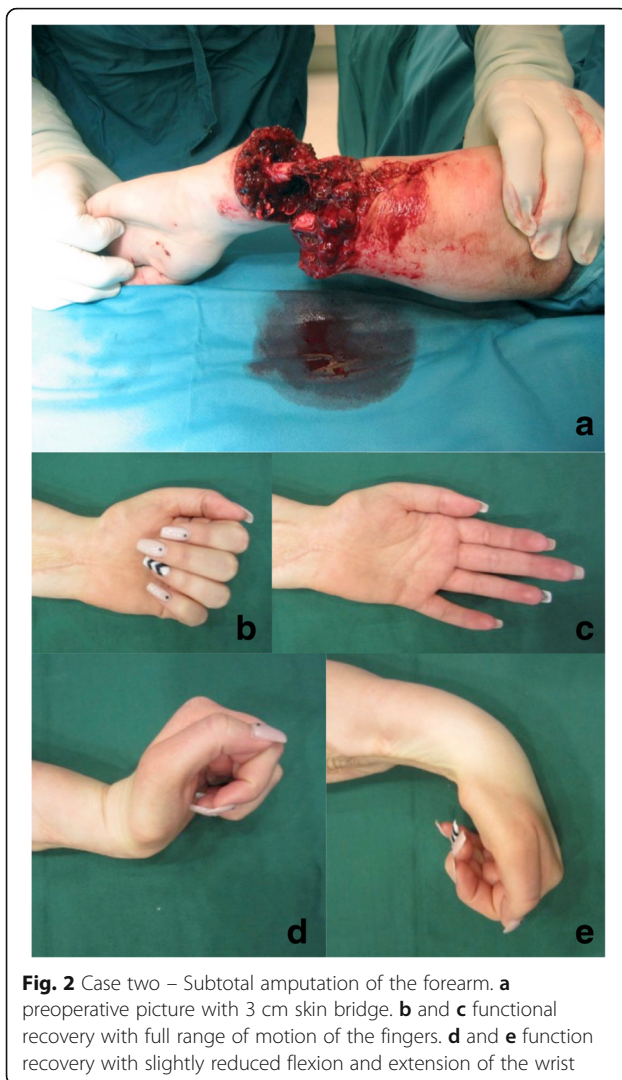 a
b
c
d
e
Fig. 2 Case two – Subtotal amputation of the forearm. a
preoperative picture with 3 cm skin bridge. b and c functional
recovery with full range of motion of the fingers. d and e function
recovery with slightly reduced flexion and extension of the wrist